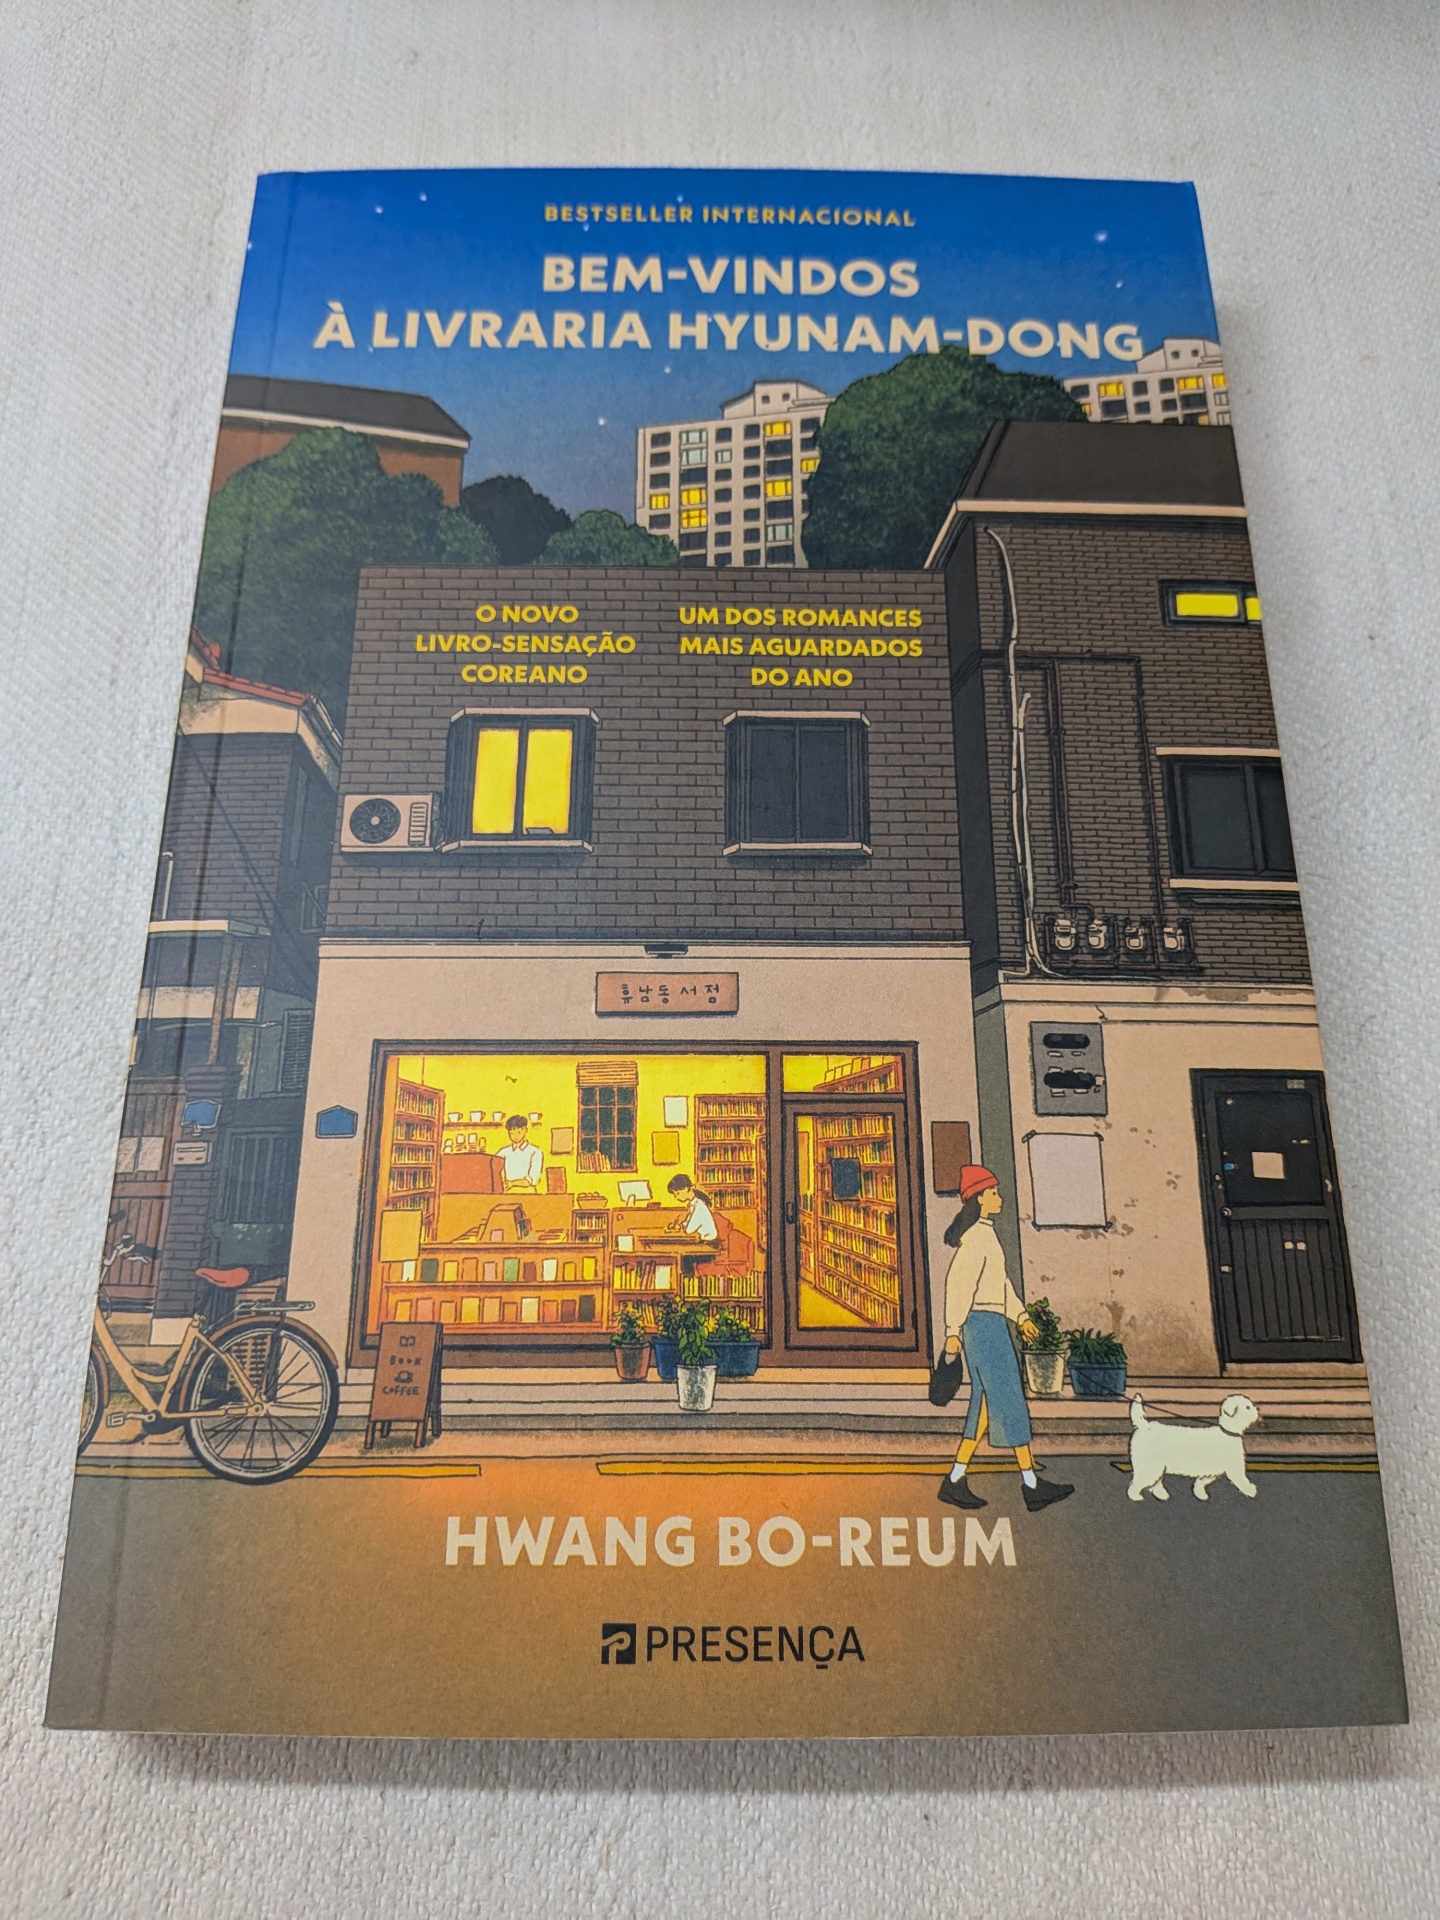 BESTSELLER INTERNACIONAL
BEM-VINDOS
À LIVRARIA HYUNAM-DONG
O NOVO
LIVRO-SENSAÇÃO
COREANO
UM DOS ROMANCES
MAIS AGUARDADOS
DO ANO
휴남동 서점
BOOK
COFFEE
HWANG BO-REUM
PRESENÇA